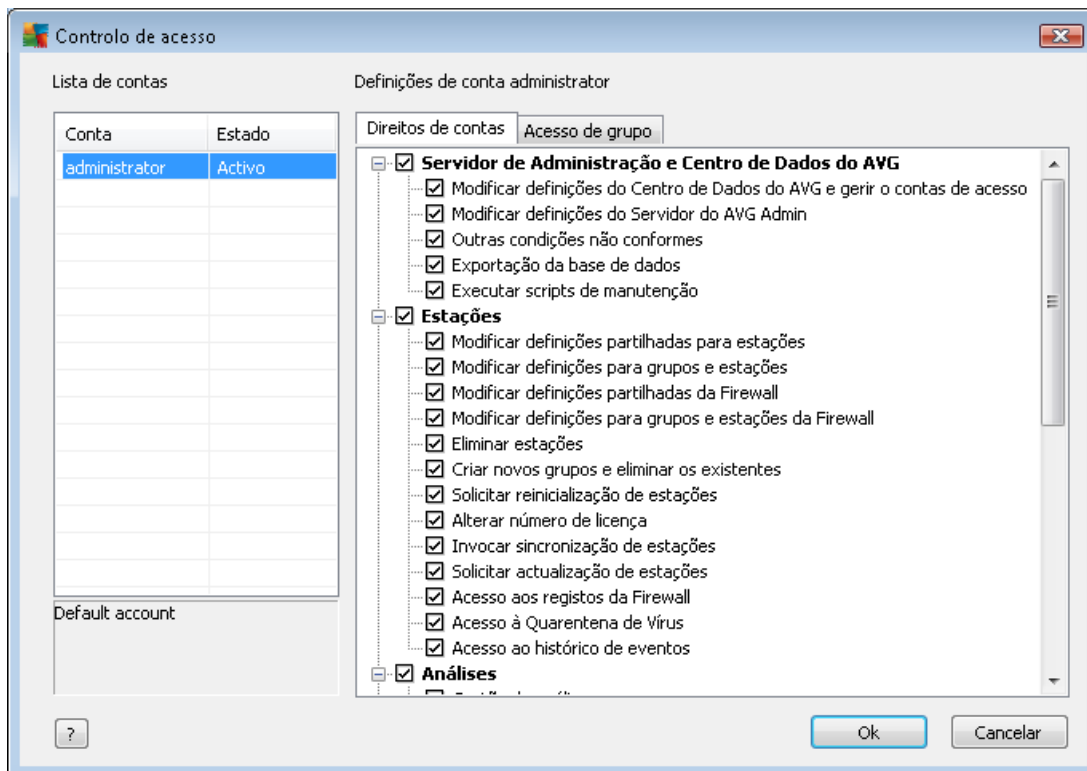 Controlo de acesso
Lista de contas
Definições de conta administrator
Conta Estado
administrator Activo
Default account
Direitos de contas Acesso de grupo
Servidor de Administração e Centro de Dados do AVG
Modificar definições do Centro de Dados do AVG e gerir o contas de acesso
Modificar definições do Servidor do AVG Admin
Outras condições não conformes
Exportação da base de dados
Executar scripts de manutenção
Estações
Modificar definições partilhadas para estações
Modificar definições para grupos e estações
Modificar definições partilhadas da Firewall
Modificar definições para grupos e estações da Firewall
Eliminar estações
Criar novos grupos e eliminar os existentes
Solicitar reinicialização de estações
Alterar número de licença
Invocar sincronização de estações
Solicitar actualização de estações
Acesso aos registos da Firewall
Acesso à Quarentena de Vírus
Acesso ao histórico de eventos
Análises
?
Ok
Cancelar